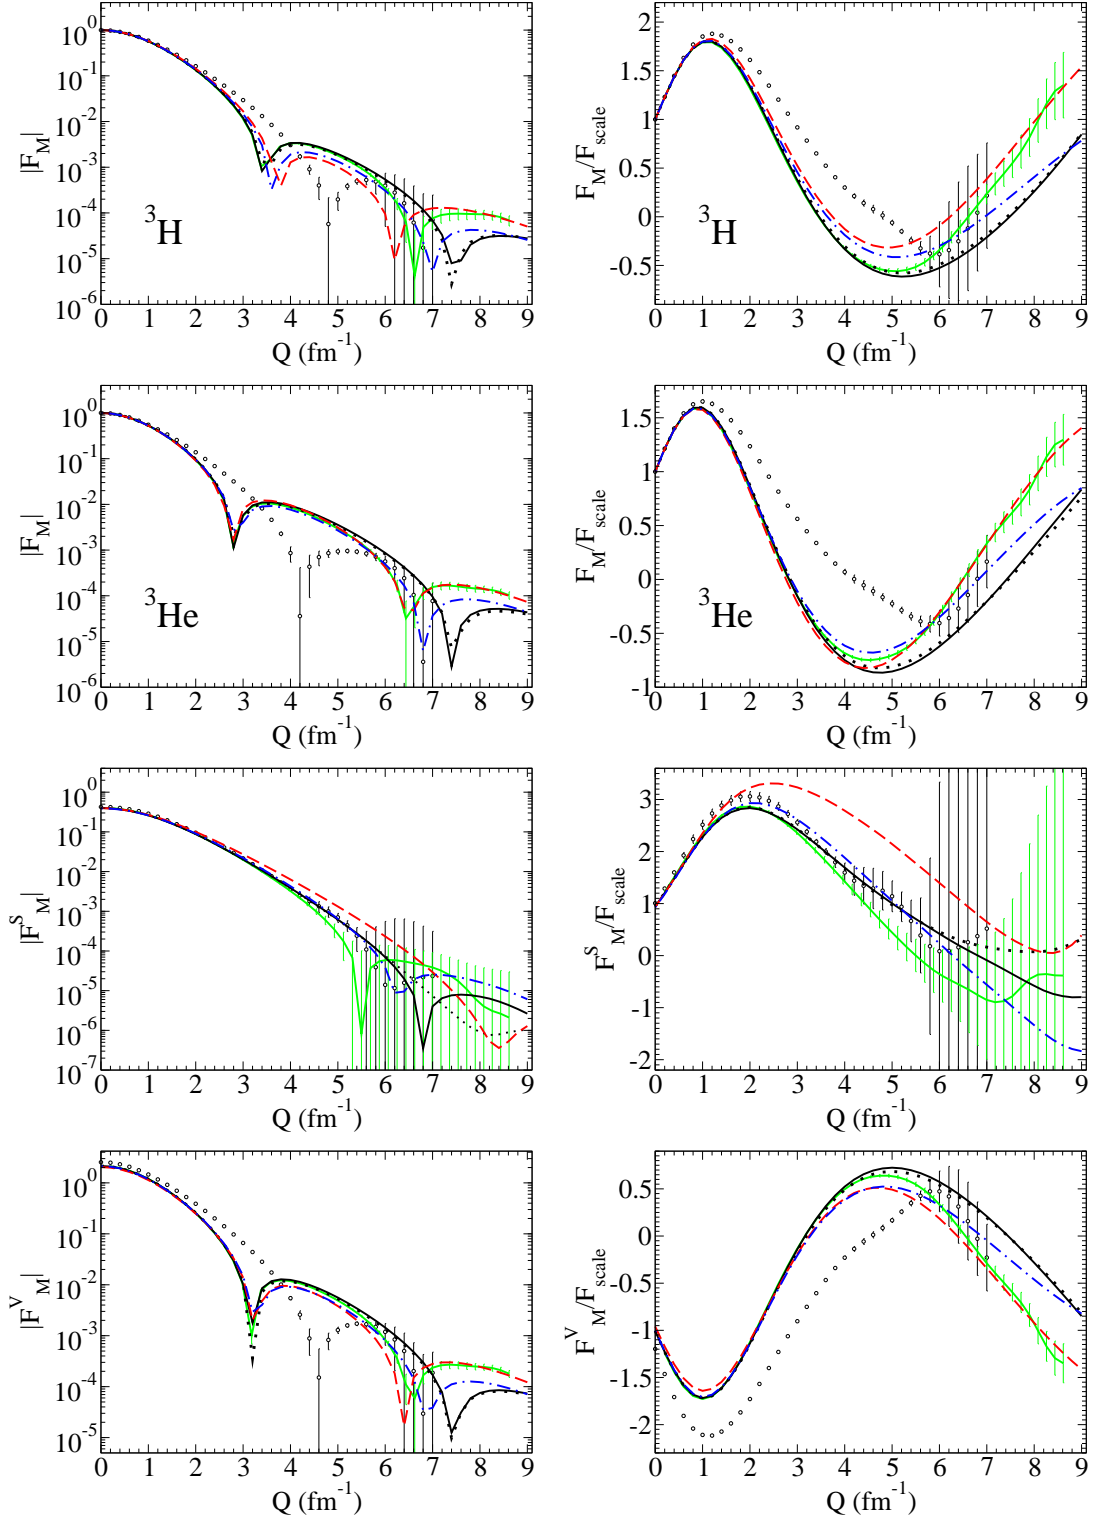 10^0
10^-1
10^-2
10^-3
10^-4
10^-5
10^-6
|F_M|
^3H
0 1 2 3 4 5 6 7 8 9
Q (fm^-1)
2
1.5
1
0.5
0
-0.5
F_M/F_scale
^3H
0 1 2 3 4 5 6 7 8 9
Q (fm^-1)
10^0
10^-1
10^-2
10^-3
10^-4
10^-5
10^-6
|F_M|
^3He
0 1 2 3 4 5 6 7 8 9
Q (fm^-1)
1.5
1
0.5
0
-0.5
-1
F_M/F_scale
^3He
0 1 2 3 4 5 6 7 8 9
Q (fm^-1)
10^0
10^-1
10^-2
10^-3
10^-4
10^-5
10^-6
10^-7
|F^S_M|
0 1 2 3 4 5 6 7 8 9
Q (fm^-1)
3
2
1
0
-1
-2
F^S_M/F_scale
0 1 2 3 4 5 6 7 8 9
Q (fm^-1)
10^0
10^-1
10^-2
10^-3
10^-4
10^-5
|F^V_M|
0 1 2 3 4 5 6 7 8 9
Q (fm^-1)
0.5
0
-0.5
-1
-1.5
-2
F^V_M/F_scale
0 1 2 3 4 5 6 7 8 9
Q (fm^-1)